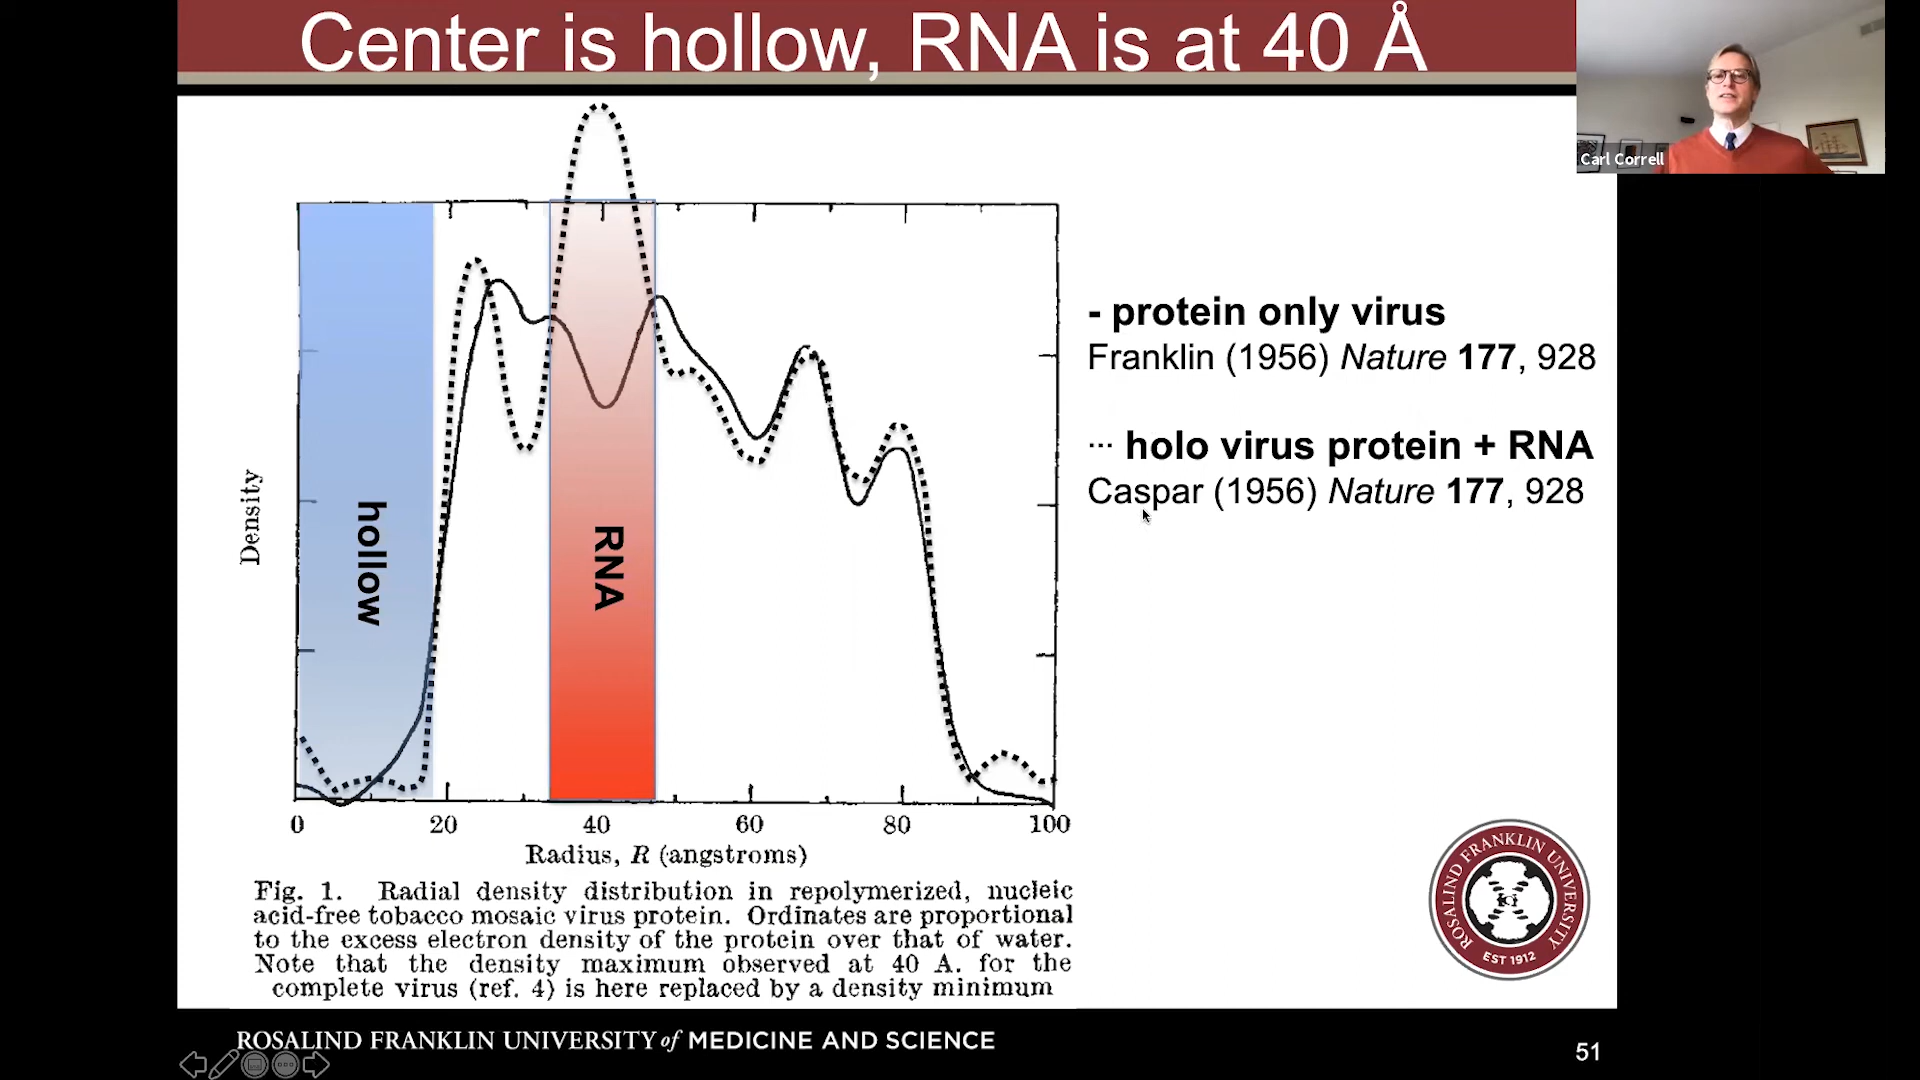 Center is hollow, RNA is at 40 Å
Carl Correll
- protein only virus
Franklin (1956) Nature 177, 928
··· holo virus protein + RNA
Caspar (1956) Nature 177, 928
Density
hollow
RNA
0 20 40 60 80 100
Radius, R (angstroms)
Fig. 1. Radial density distribution in repolymerized, nucleic
acid-free tobacco mosaic virus protein. Ordinates are proportional
to the excess electron density of the protein over that of water.
Note that the density maximum observed at 40 A. for the
complete virus (ref. 4) is here replaced by a density minimum
ROSALIND FRANKLIN UNIVERSITY
EST 1912
ROSALIND FRANKLIN UNIVERSITY of MEDICINE AND SCIENCE
51